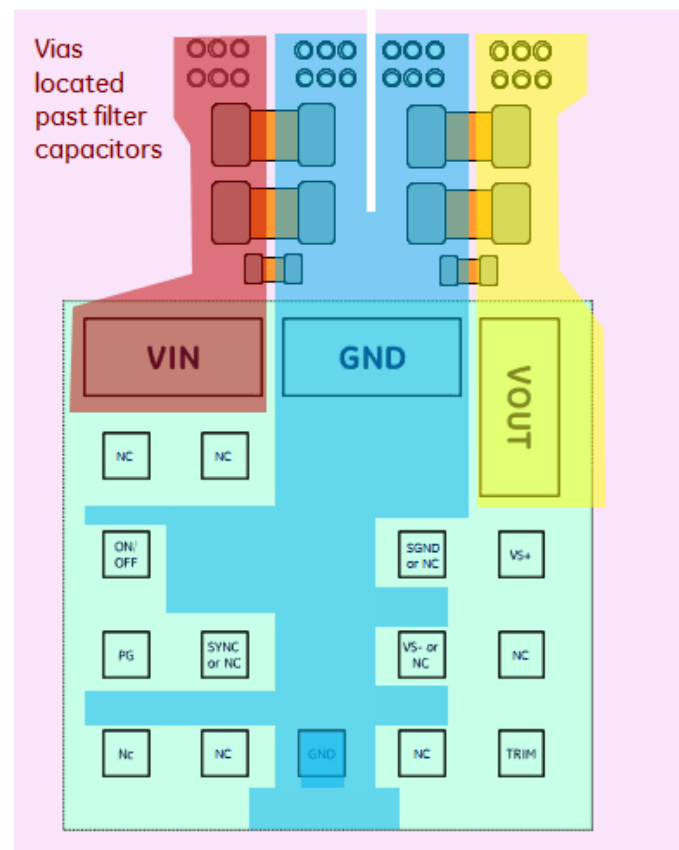 Vias
located
past filter
capacitors
VIN
GND
VOUT
NC
NC
ON/
OFF
SGND
or NC
VS+
PG
SYNC
or NC
VS- or
NC
NC
Nc
NC
GND
NC
TRIM